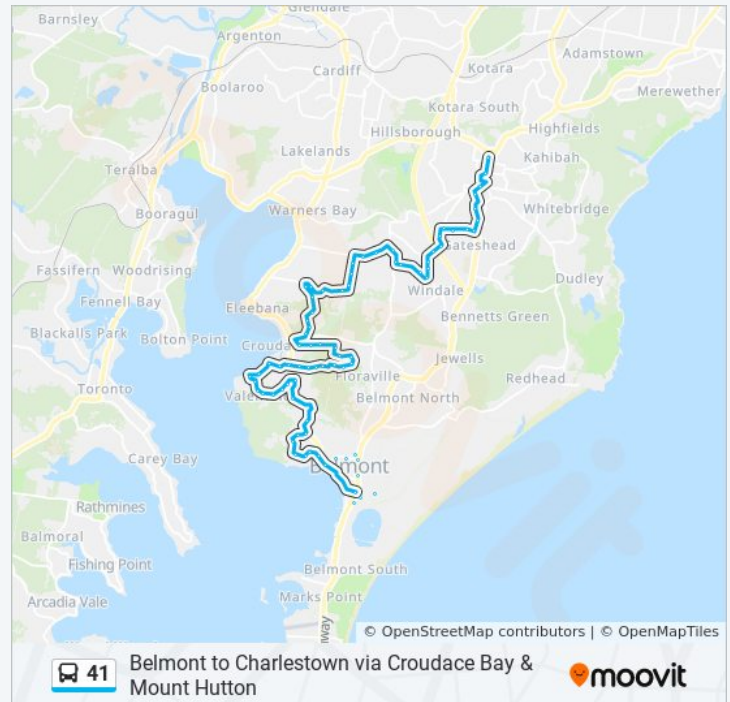 Glendale
Barnsley
Argenton
Adamstown
Cardiff
Kotara
Boolaroo
Merewether
Kotara South
Hillsborough
Highfields
Lakelands
Kahibah
Teralba
Warners Bay
Whitebridge
Booragul
Gateshead
Fassifern
Woodrising
Dudley
Windale
Fennell Bay
Eleebana
Bennetts Green
Blackalls Park
Bolton Point
Crouda
Jewells
Redhead
Floraville
Toronto
Vale
Belmont North
Carey Bay
Belmont
Rathmines
Balmoral
Fishing Point
Belmont South
Arcadia Vale
Marks Point
way
© OpenStreetMap contributors | © OpenMapTiles
41
Belmont to Charlestown via Croudace Bay &
Mount Hutton
moovit